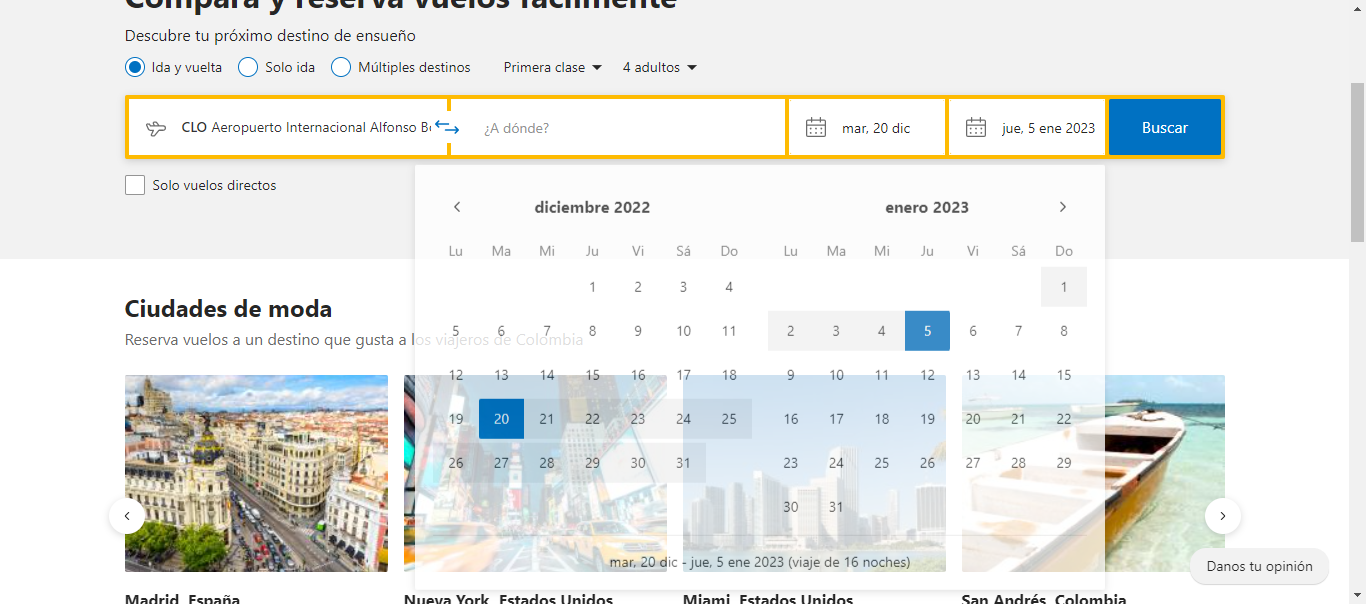 Compara y reserva vuelos fácilmente
Descubre tu próximo destino de ensueño
Ida y vuelta Solo ida Múltiples destinos Primera clase 4 adultos
CLO Aeropuerto Internacional Alfonso Bo ¿A dónde? mar, 20 dic jue, 5 ene 2023 Buscar
Solo vuelos directos
diciembre 2022 enero 2023
Lu Ma Mi Ju Vi Sá Do Lu Ma Mi Ju Vi Sá Do
1 2 3 4 1
5 6 7 8 9 10 11 2 3 4 5 6 7 8
12 13 14 15 16 17 18 9 10 11 12 13 14 15
19 20 21 22 23 24 25 16 17 18 19 20 21 22
26 27 28 29 30 31 23 24 25 26 27 28 29
30 31
mar, 20 dic - jue, 5 ene 2023 (viaje de 16 noches)
Ciudades de moda
Reserva vuelos a un destino que gusta a los viajeros de Colombia
Danos tu opinión
Madrid, España Nueva York, Estados Unidos Miami, Estados Unidos San Andrés, Colombia